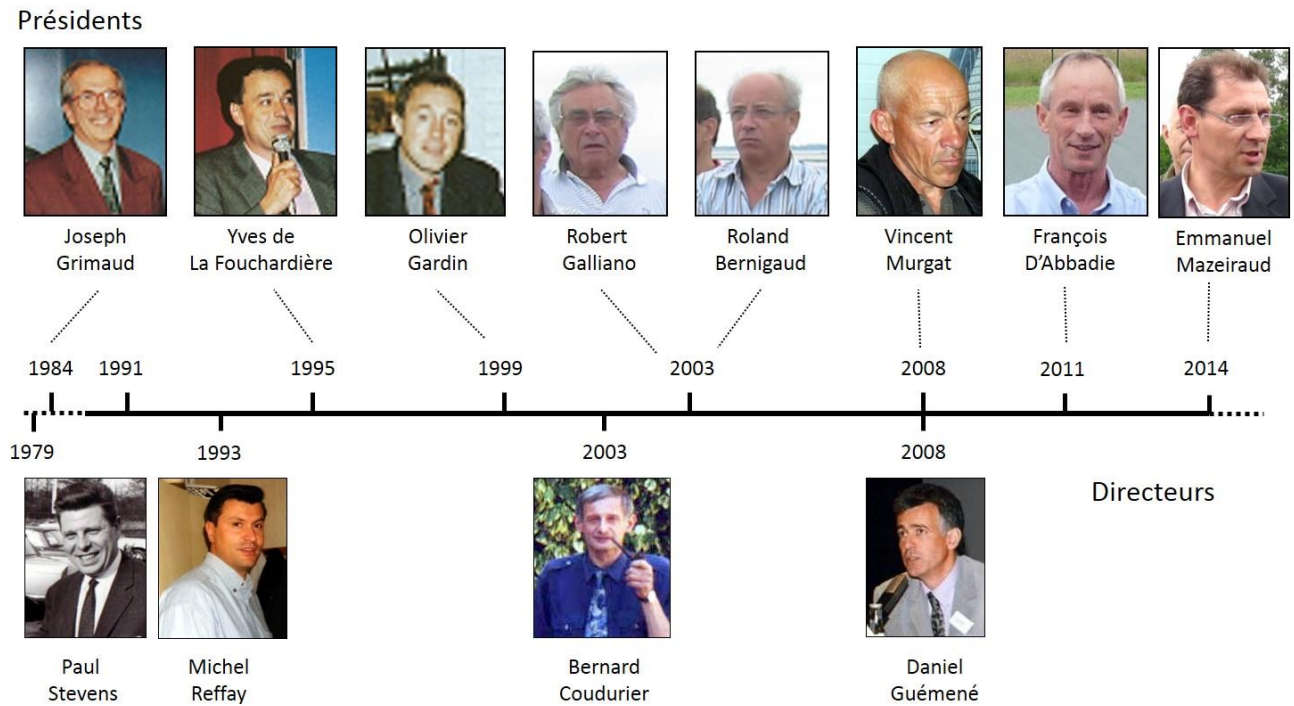 Présidents
Joseph
Grimaud
Yves de
La Fouchardière
Olivier
Gardin
Robert
Galliano
Roland
Bernigaud
Vincent
Murgat
François
D'Abbadie
Emmanuel
Mazeiraud
1984 1991 1995 1999 2003 2008 2011 2014
1979 1993 2003 2008
Directeurs
Paul
Stevens
Michel
Reffay
Bernard
Coudurier
Daniel
Guémené